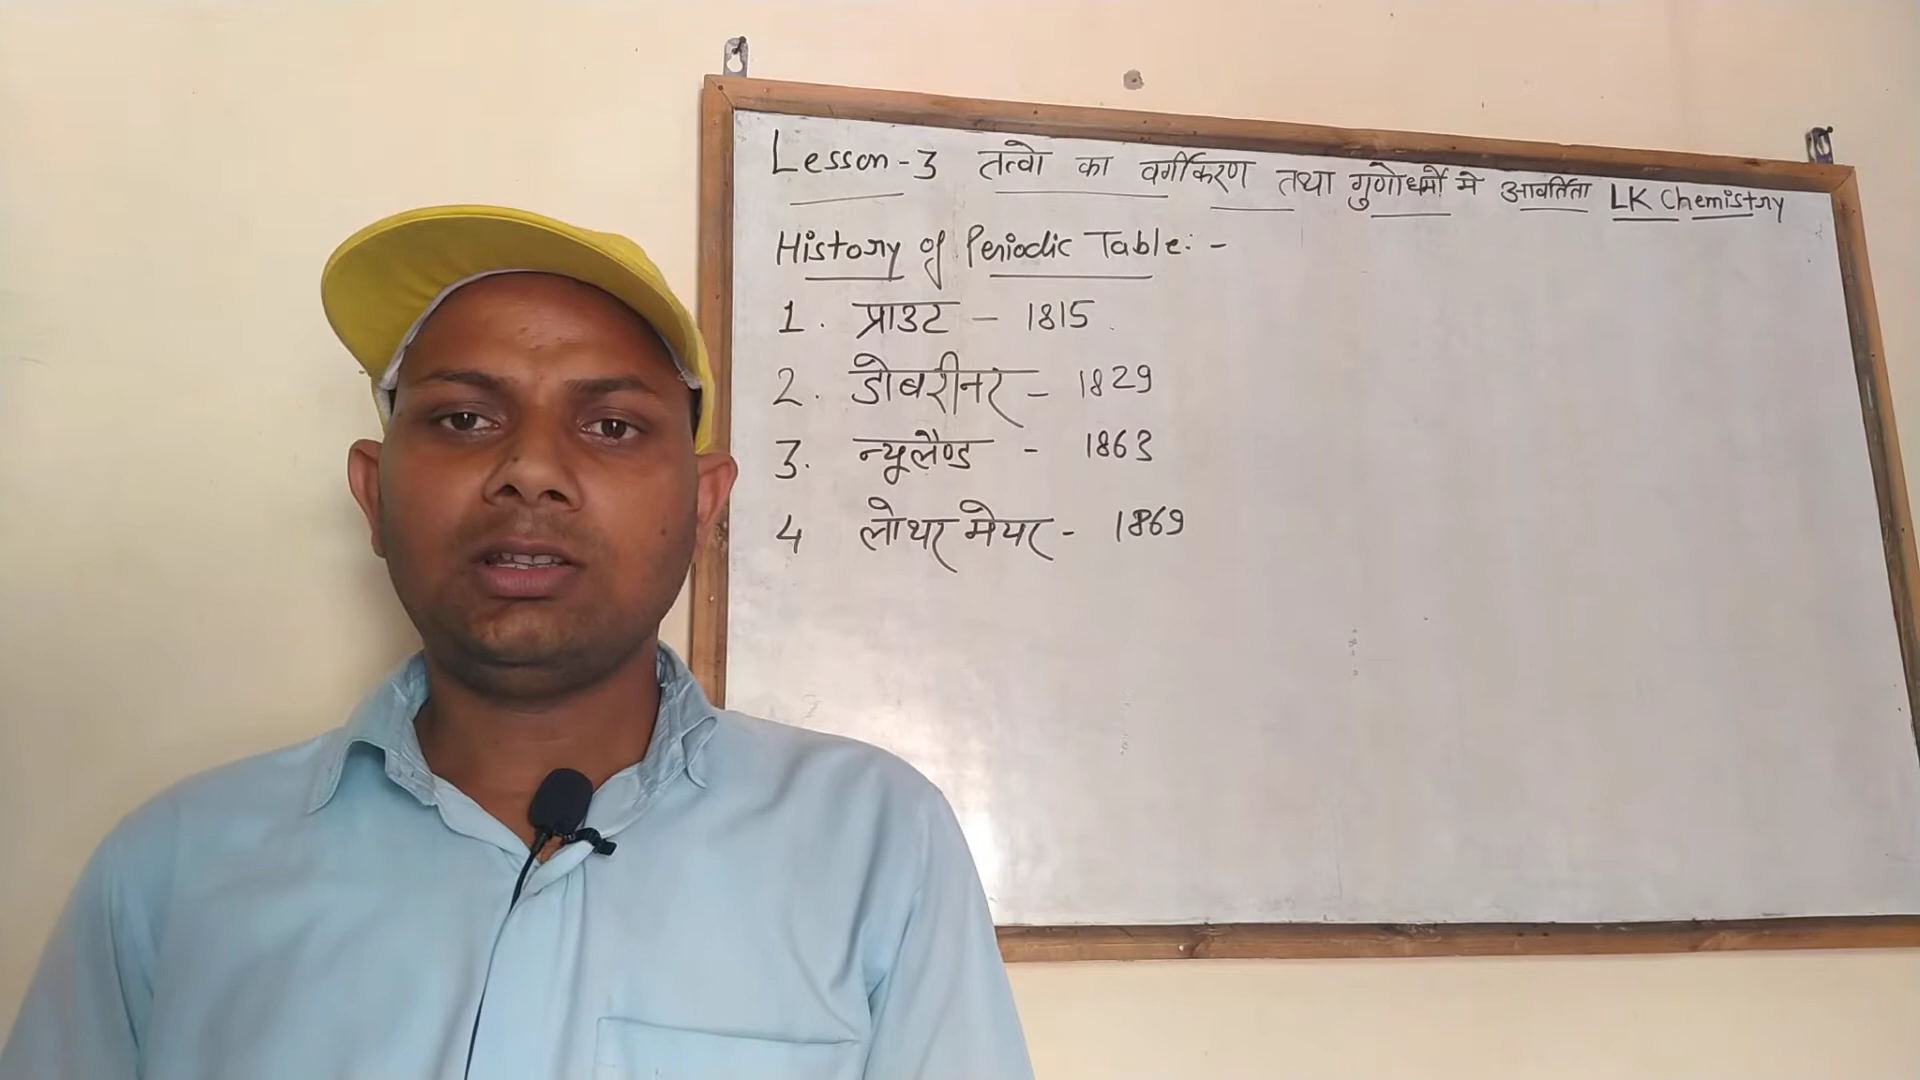 Lesson - 3 तत्वो का वर्गीकरण तथा गुणोधर्मो मे आवर्तिता LK Chemistry
History of Periodic Table: -
1. प्राउट - 1815
2. डोवरीनर - 1829
3. न्यूलैण्ड - 1863
4 लोथर मेयर - 1869